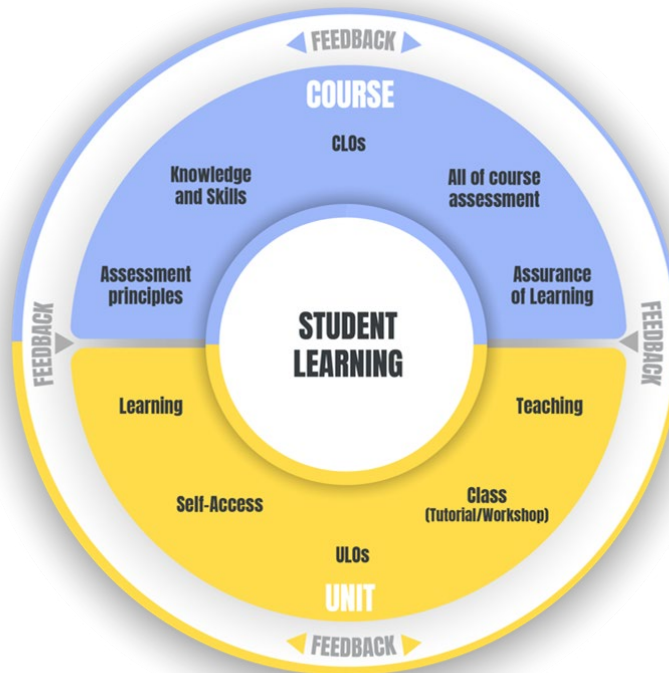 FEEDBACK
COURSE
CLOs
Knowledge
and Skills
All of course
assessment
Assessment
principles
Assurance
of Learning
FEEDBACK
STUDENT
LEARNING
FEEDBACK
Learning
Teaching
Self-Access
Class
(Tutorial/Workshop)
ULOs
UNIT
FEEDBACK